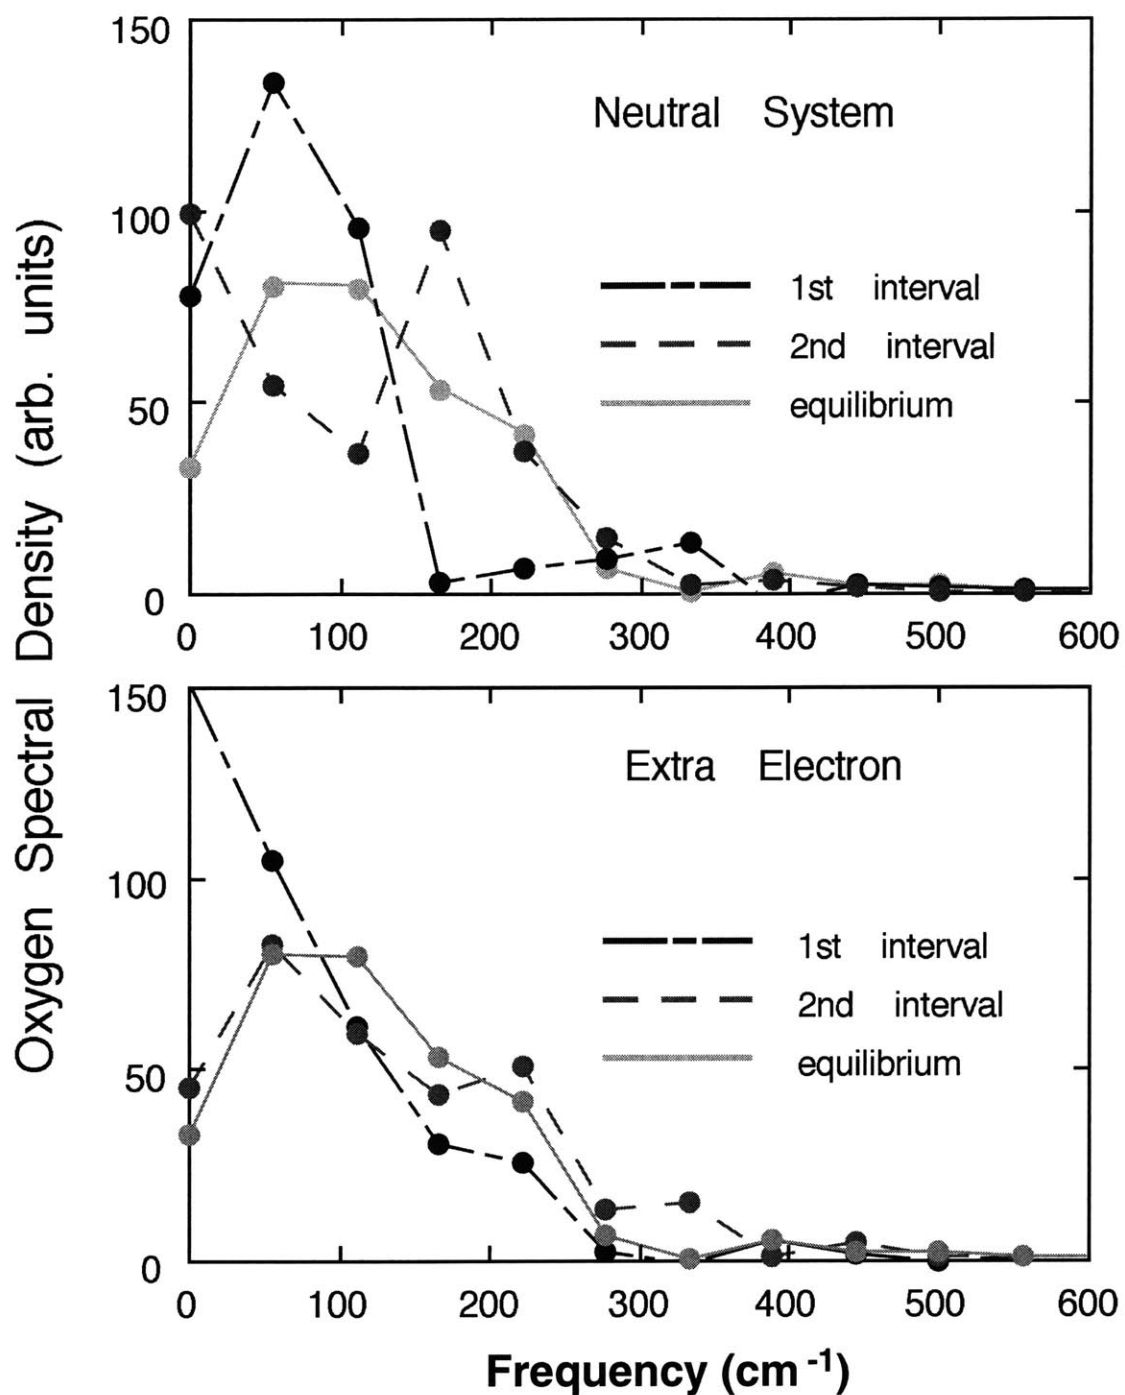 Oxygen Spectral Density (arb. units)
150
100
50
0
Neutral System
1st interval
2nd interval
equilibrium
0 100 200 300 400 500 600
150
100
50
0
Extra Electron
1st interval
2nd interval
equilibrium
0 100 200 300 400 500 600
Frequency (cm -1)